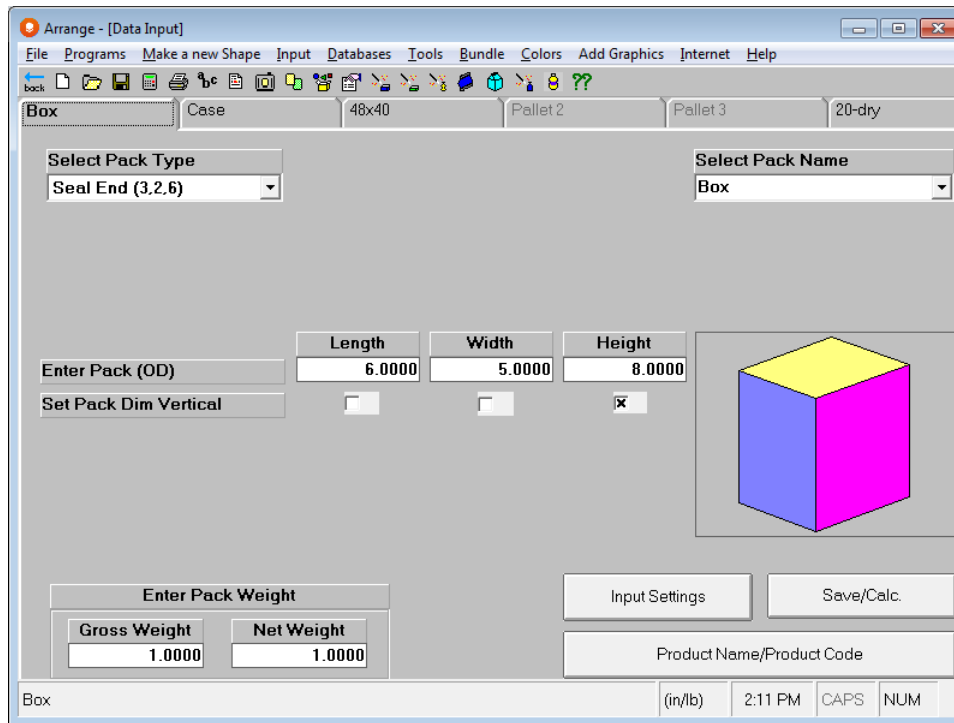 Arrange - [Data Input]
File Programs Make a new Shape Input Databases Tools Bundle Colors Add Graphics Internet Help
back abc ??
Box Case 48x40 Pallet 2 Pallet 3 20-dry
Select Pack Type Select Pack Name
Seal End (3,2,6) Box
Length Width Height
Enter Pack (OD) 6.0000 5.0000 8.0000
Set Pack Dim Vertical
Enter Pack Weight Input Settings Save/Calc.
Gross Weight Net Weight
1.0000 1.0000 Product Name/Product Code
Box (in/lb) 2:11 PM CAPS NUM